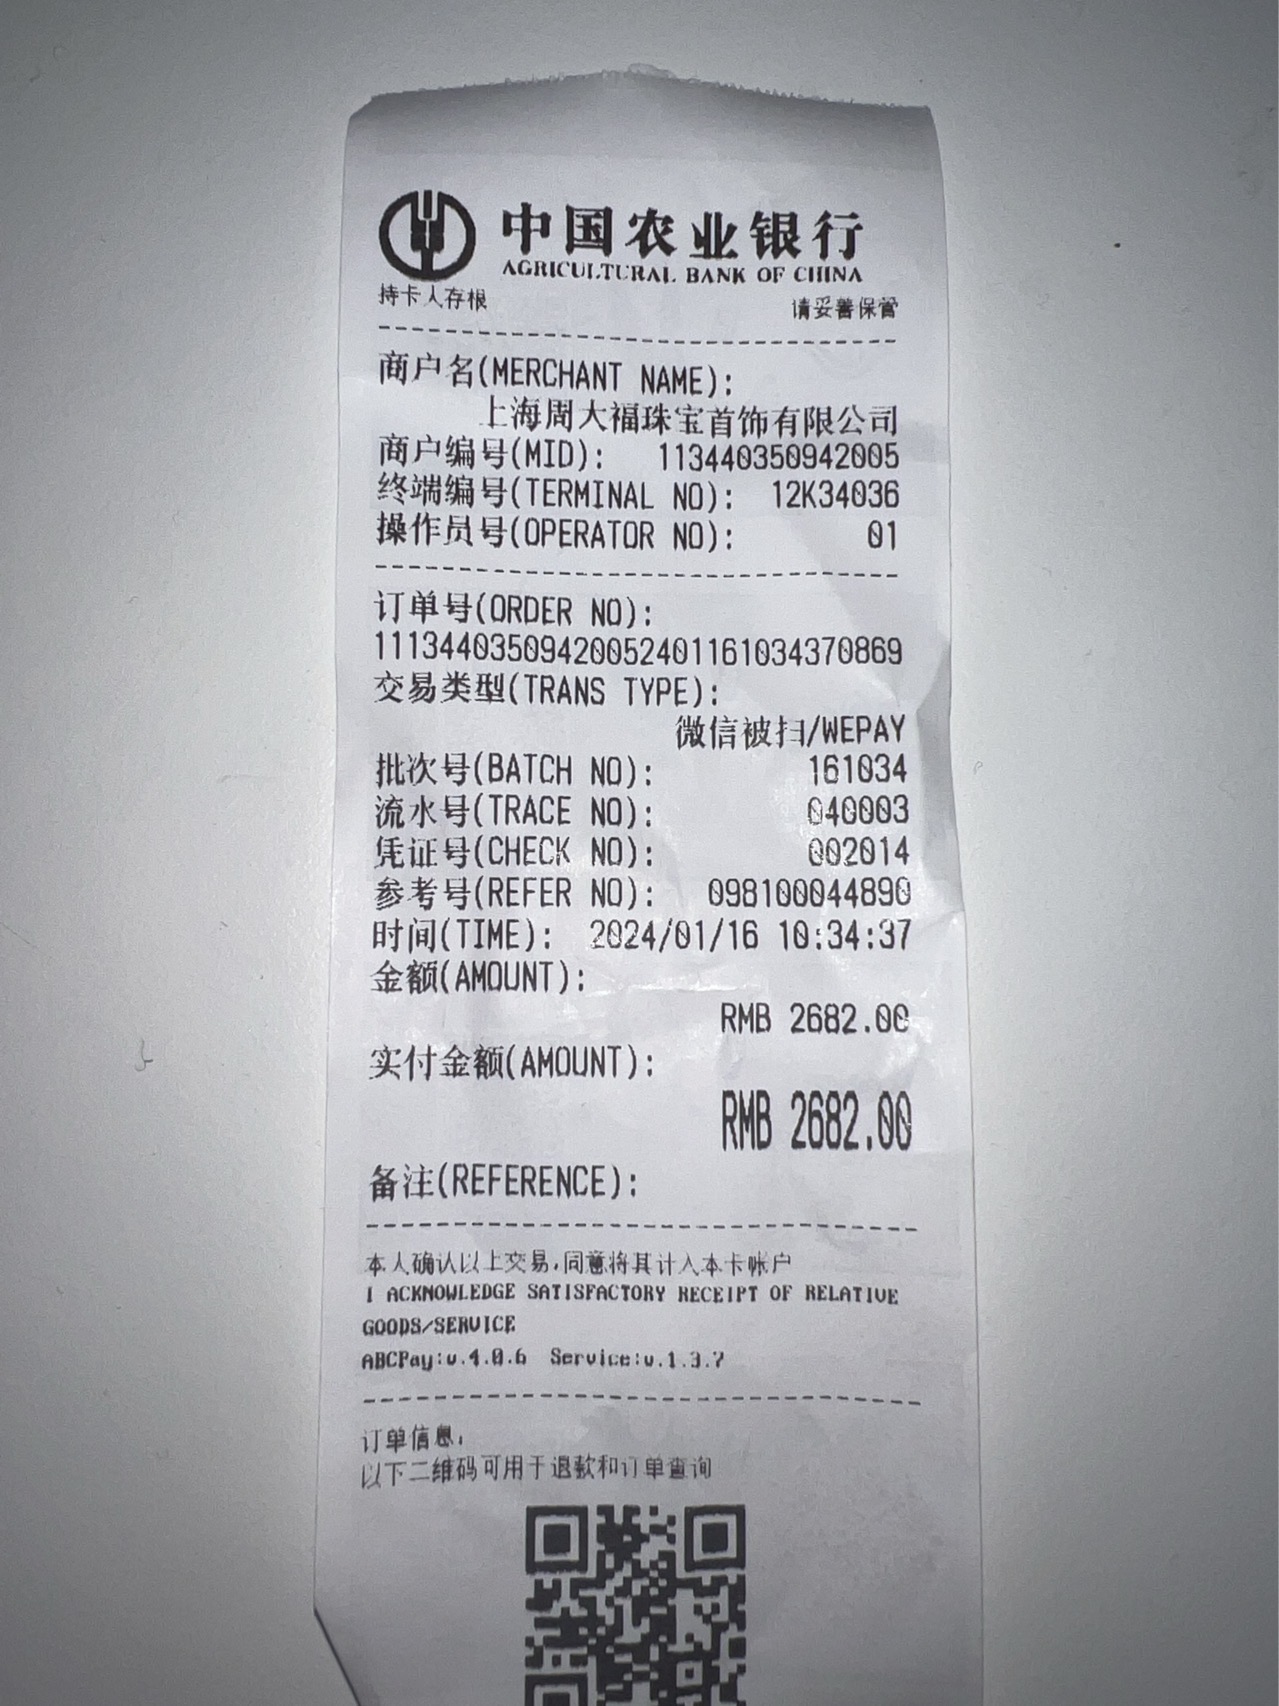 中国农业银行
AGRICULTURAL BANK OF CHINA
持卡人存根 请妥善保管
商户名(MERCHANT NAME):
上海周大福珠宝首饰有限公司
商户编号(MID): 113440350942005
终端编号(TERMINAL NO): 12K34036
操作员号(OPERATOR NO): 01
订单号(ORDER NO):
11134403509420052401161034370869
交易类型(TRANS TYPE):
微信被扫/WEPAY
批次号(BATCH NO): 161034
流水号(TRACE NO): 040003
凭证号(CHECK NO): 002014
参考号(REFER NO): 098100044890
时间(TIME): 2024/01/16 10:34:37
金额(AMOUNT):
RMB 2682.00
实付金额(AMOUNT):
RMB 2682.00
备注(REFERENCE):
本人确认以上交易,同意将其计入本卡帐户
I ACKNOWLEDGE SATISFACTORY RECEIPT OF RELATIVE
GOODS/SERVICE
ABCPay:v.4.0.6 Service:v.1.3.7
订单信息:
以下二维码可用于退款和订单查询